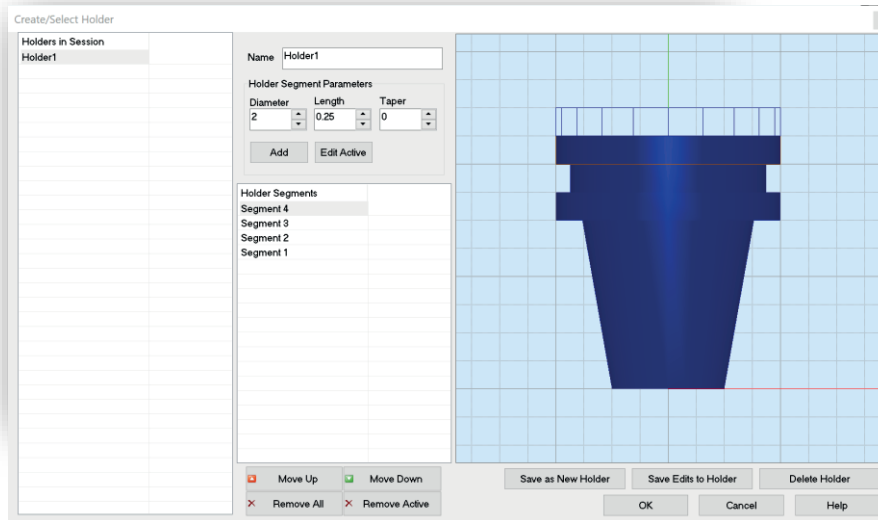 Create/Select Holder
Holders in Session
Holder1
Name Holder1
Holder Segment Parameters
Diameter Length Taper
2 0.25 0
Add Edit Active
Holder Segments
Segment 4
Segment 3
Segment 2
Segment 1
Move Up Move Down
Remove All Remove Active
Save as New Holder Save Edits to Holder Delete Holder
OK Cancel Help